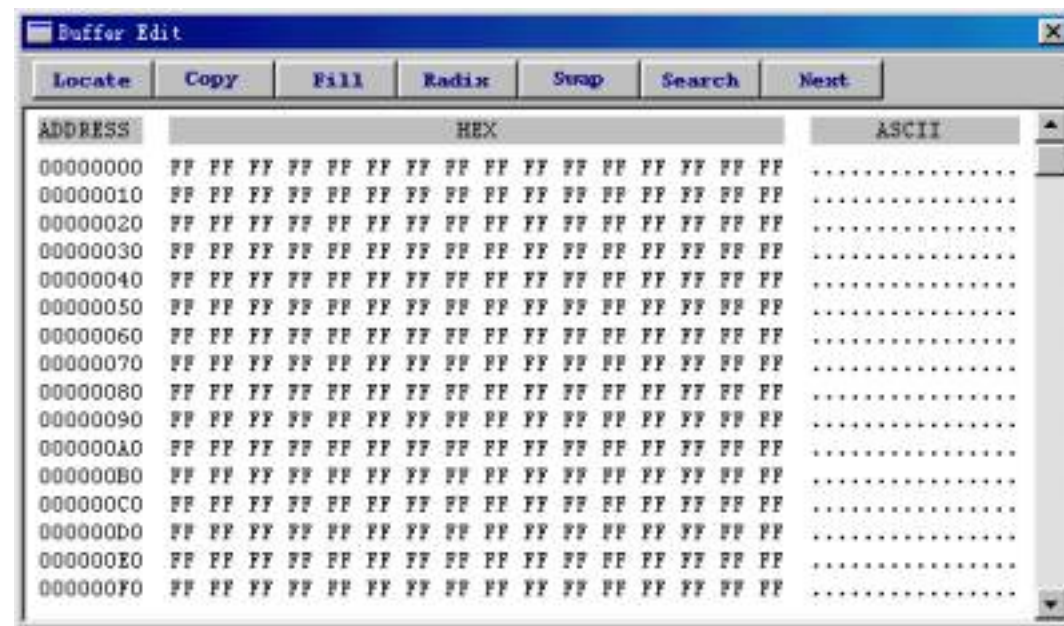 Buffer Edit
Locate Copy Fill Radix Swap Search Next
ADDRESS HEX ASCII
00000000 FF FF FF FF FF FF FF FF FF FF FF FF FF FF FF FF ................
00000010 FF FF FF FF FF FF FF FF FF FF FF FF FF FF FF FF ................
00000020 FF FF FF FF FF FF FF FF FF FF FF FF FF FF FF FF ................
00000030 FF FF FF FF FF FF FF FF FF FF FF FF FF FF FF FF ................
00000040 FF FF FF FF FF FF FF FF FF FF FF FF FF FF FF FF ................
00000050 FF FF FF FF FF FF FF FF FF FF FF FF FF FF FF FF ................
00000060 FF FF FF FF FF FF FF FF FF FF FF FF FF FF FF FF ................
00000070 FF FF FF FF FF FF FF FF FF FF FF FF FF FF FF FF ................
00000080 FF FF FF FF FF FF FF FF FF FF FF FF FF FF FF FF ................
00000090 FF FF FF FF FF FF FF FF FF FF FF FF FF FF FF FF ................
000000A0 FF FF FF FF FF FF FF FF FF FF FF FF FF FF FF FF ................
000000B0 FF FF FF FF FF FF FF FF FF FF FF FF FF FF FF FF ................
000000C0 FF FF FF FF FF FF FF FF FF FF FF FF FF FF FF FF ................
000000D0 FF FF FF FF FF FF FF FF FF FF FF FF FF FF FF FF ................
000000E0 FF FF FF FF FF FF FF FF FF FF FF FF FF FF FF FF ................
000000F0 FF FF FF FF FF FF FF FF FF FF FF FF FF FF FF FF ................